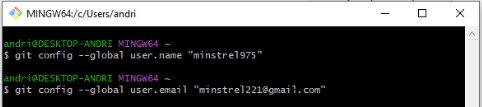 MINGW64:/c/Users/andri
andri@DESKTOP-ANDRI MINGW64 ~
$ git config --global user.name "minstrel975"
andri@DESKTOP-ANDRI MINGW64 ~
$ git config --global user.email "minstrel221@gmail.com"